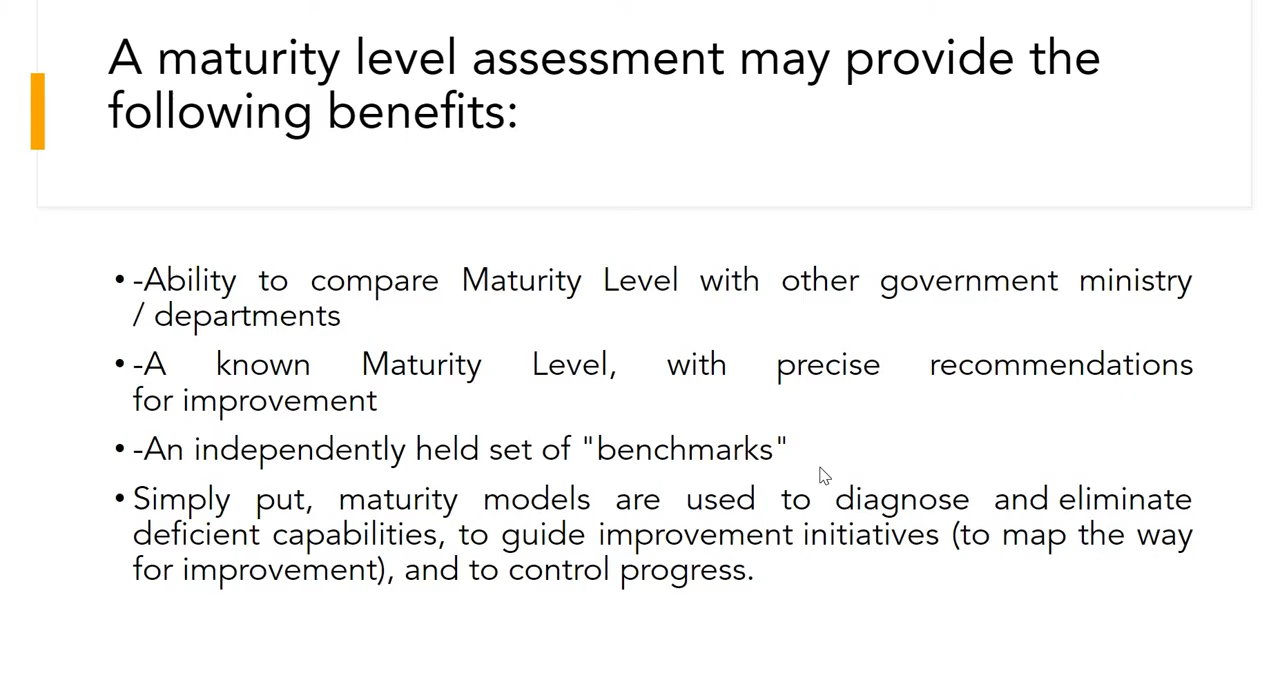 A maturity level assessment may provide the
following benefits:
• -Ability to compare Maturity Level with other government ministry
/ departments
• -A known Maturity Level, with precise recommendations
for improvement
• -An independently held set of "benchmarks"
• Simply put, maturity models are used to diagnose and eliminate
deficient capabilities, to guide improvement initiatives (to map the way
for improvement), and to control progress.